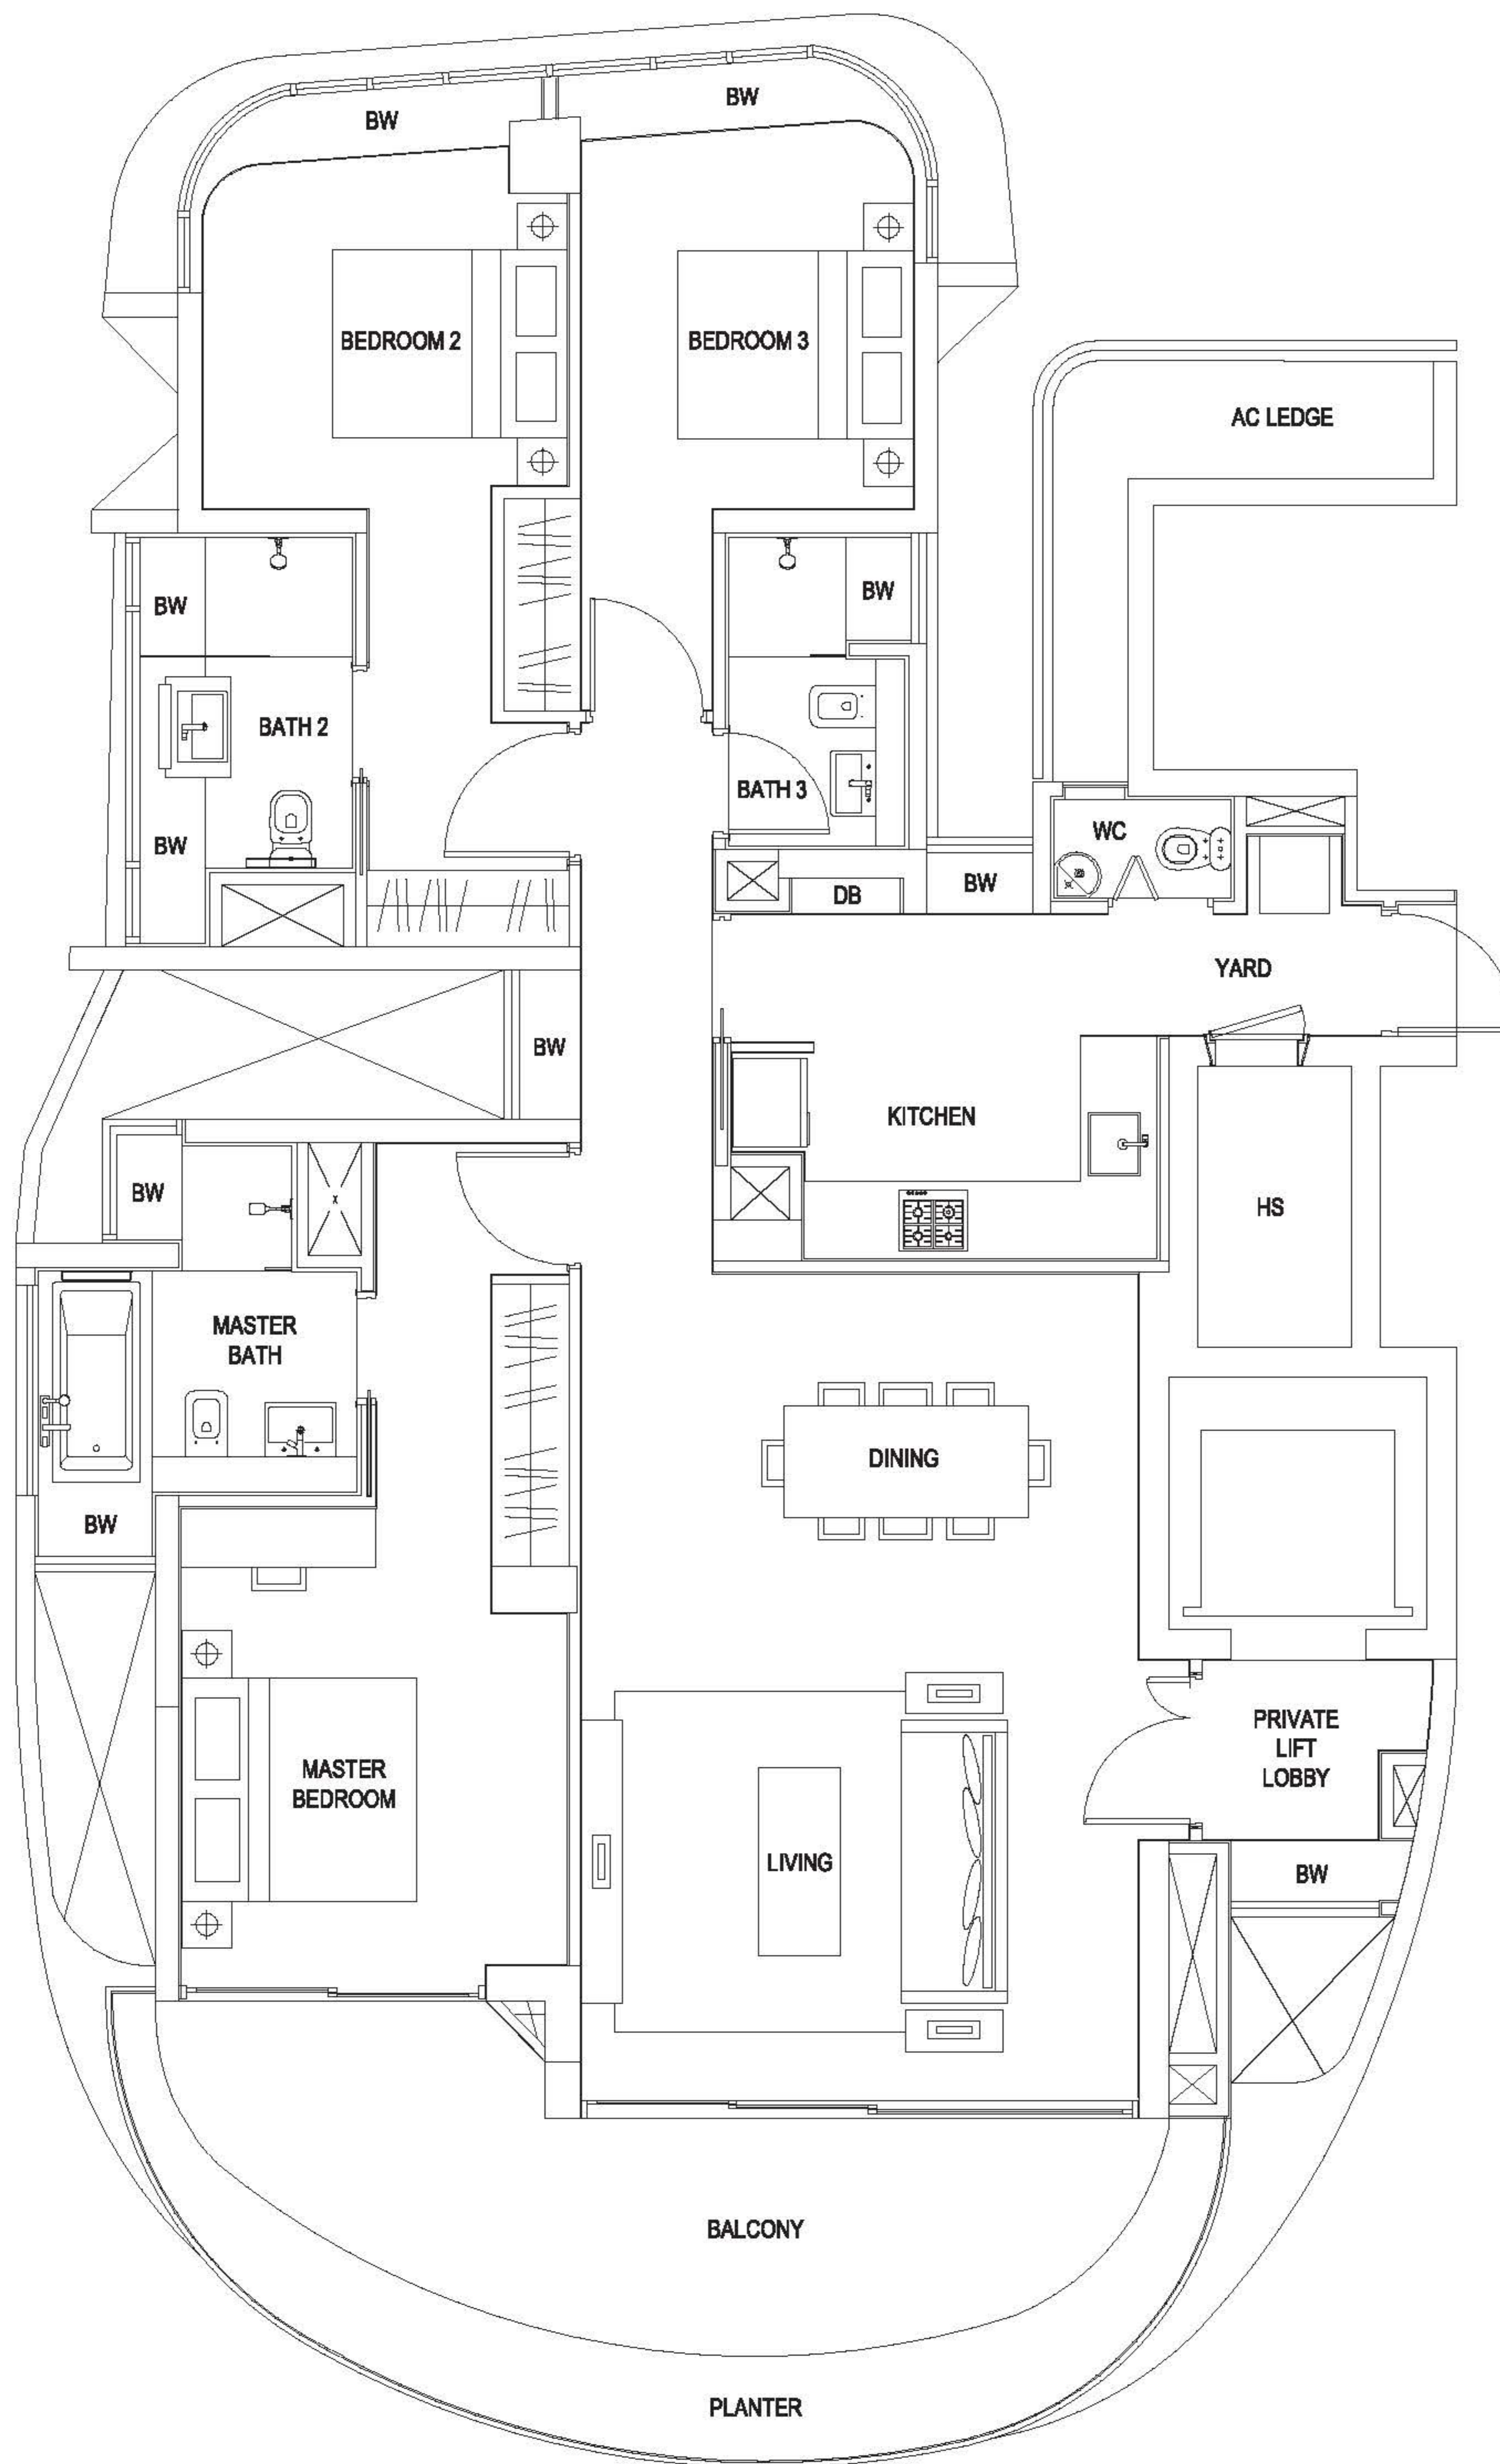 BW
BW
BEDROOM 2
BEDROOM 3
AC LEDGE
BW
BW
BATH 2
BATH 3
WC
BW
DB
BW
YARD
BW
KITCHEN
BW
HS
MASTER
BATH
DINING
BW
PRIVATE
LIFT
LOBBY
MASTER
BEDROOM
LIVING
BW
BALCONY
PLANTER